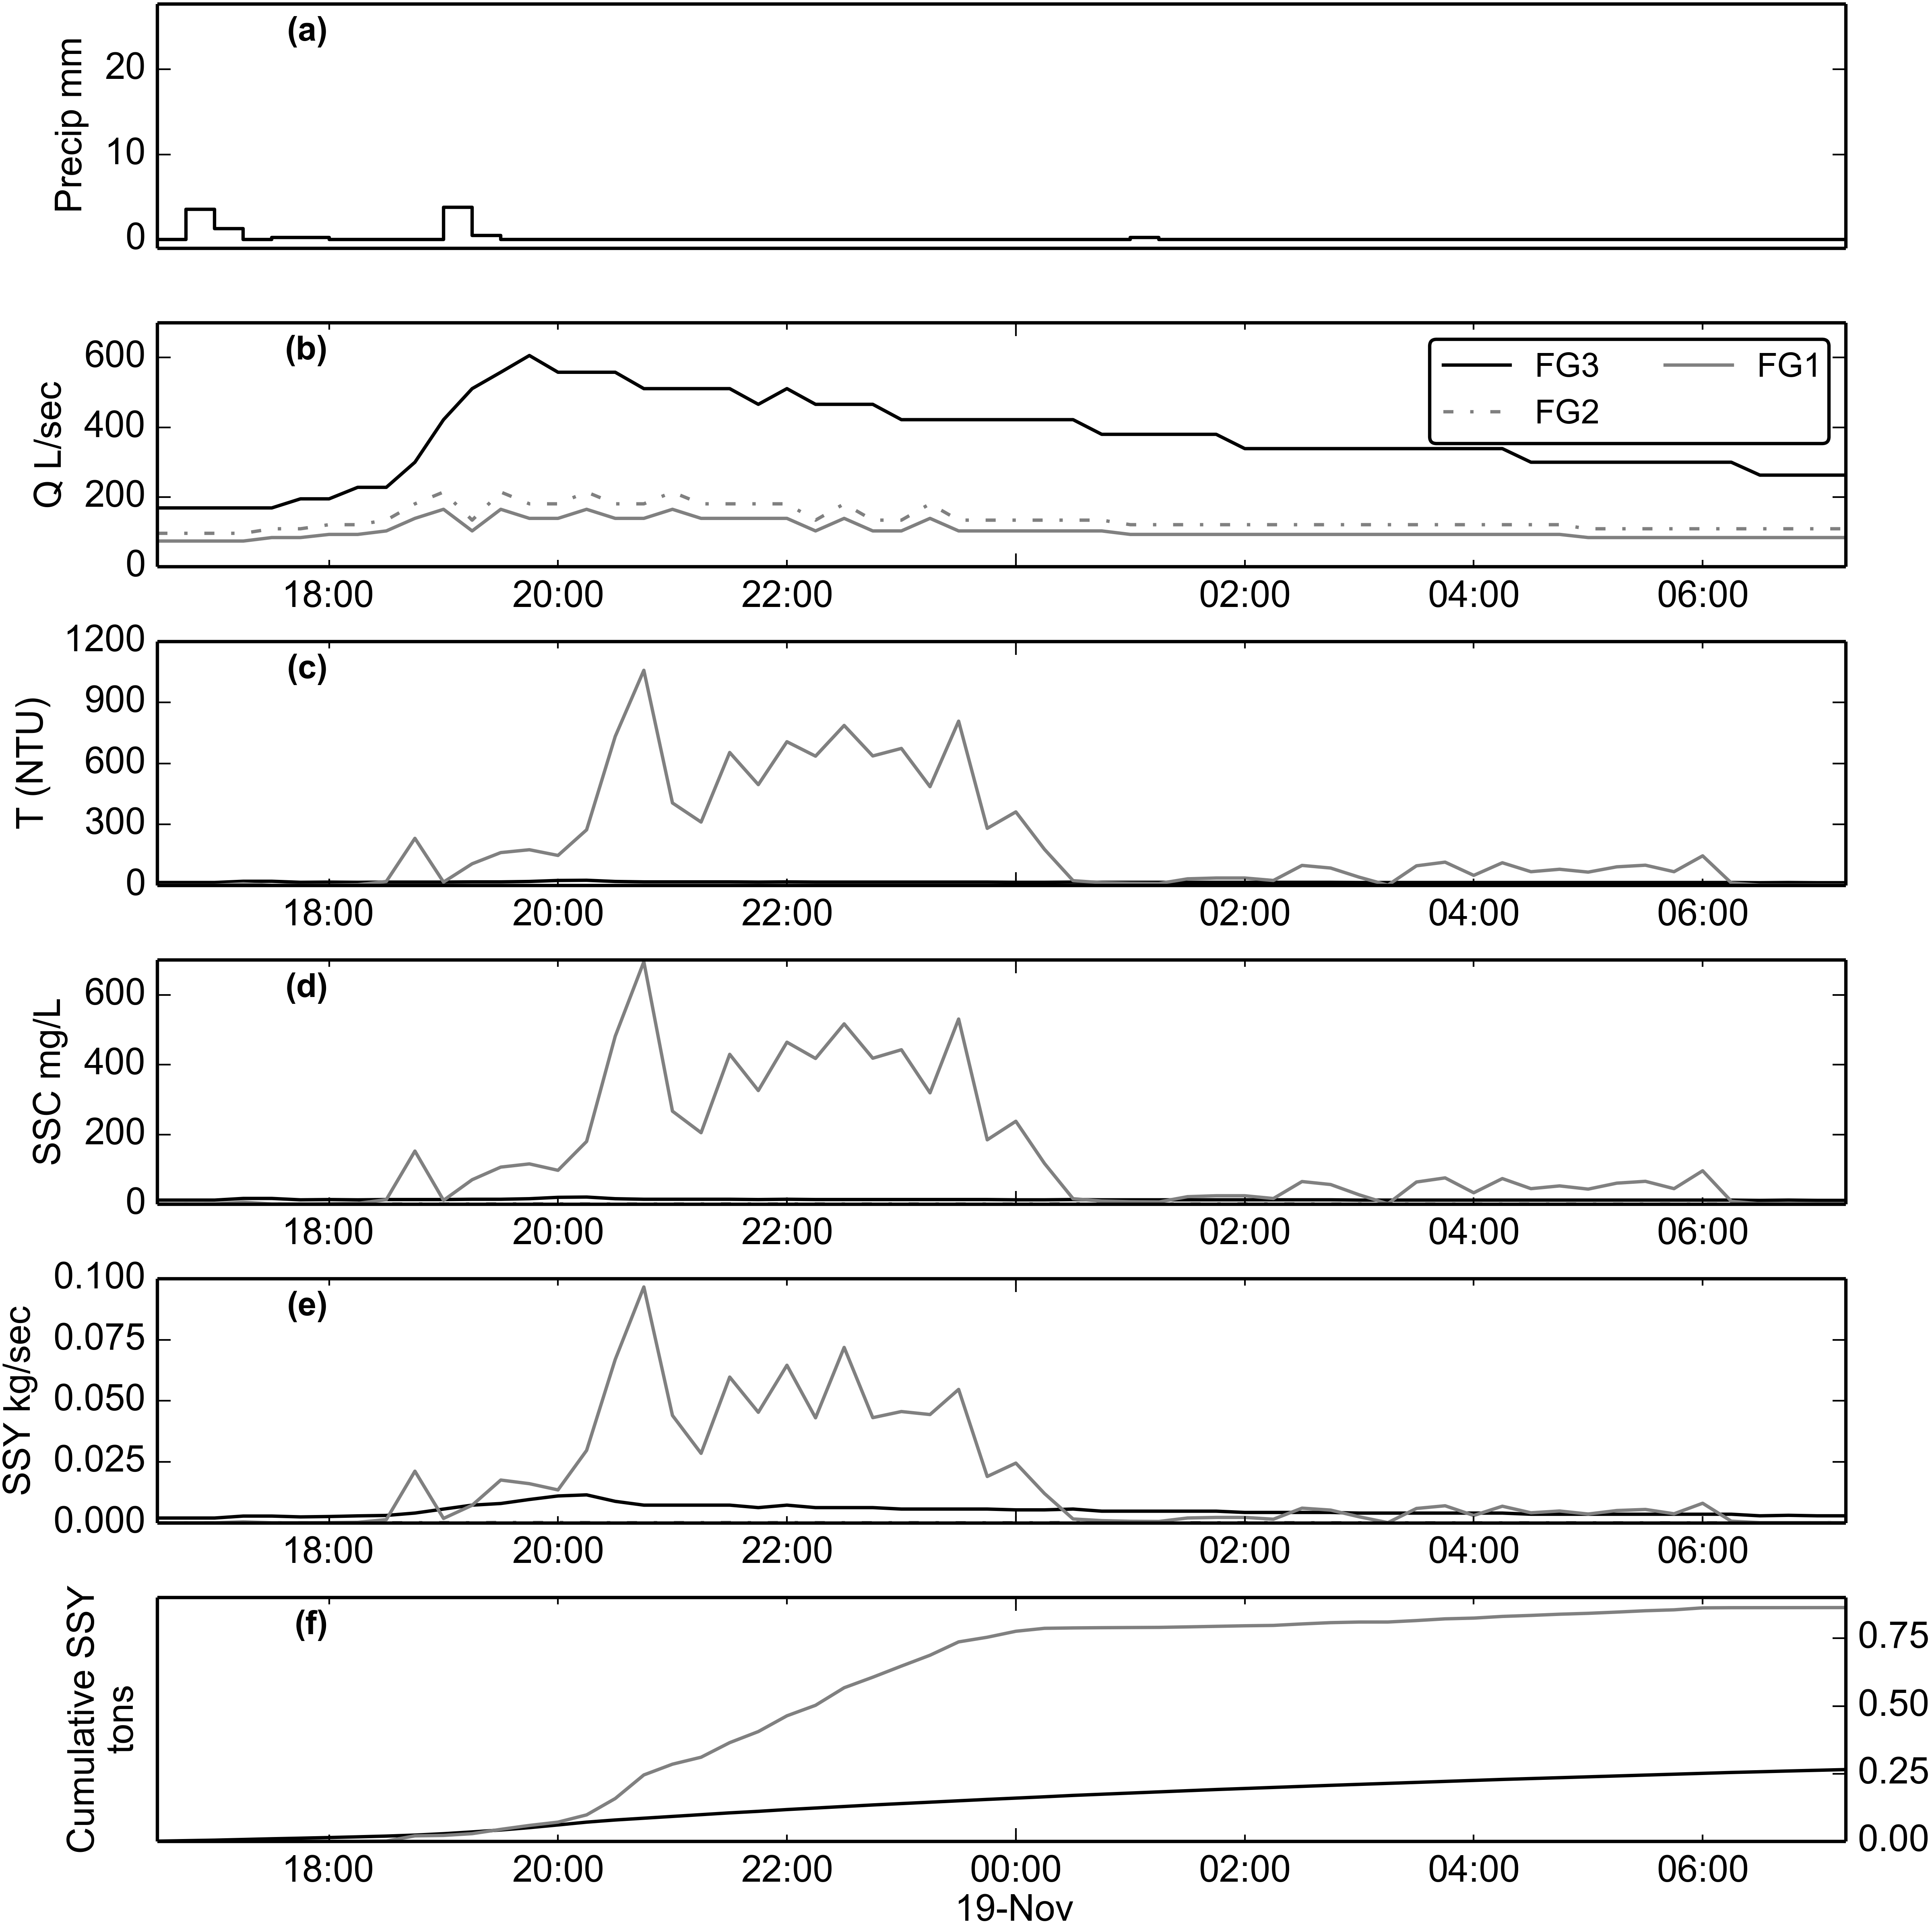 (a)
Precip mm
20
10
0
(b)
Q L/sec
600
400
200
0
FG3 FG1
FG2
18:00 20:00 22:00 02:00 04:00 06:00
(c)
T (NTU)
1200
900
600
300
0
18:00 20:00 22:00 02:00 04:00 06:00
(d)
SSC mg/L
600
400
200
0
18:00 20:00 22:00 02:00 04:00 06:00
(e)
SSY kg/sec
0.100
0.075
0.050
0.025
0.000
18:00 20:00 22:00 02:00 04:00 06:00
(f)
Cumulative SSY
tons
0.75
0.50
0.25
0.00
18:00 20:00 22:00 00:00 02:00 04:00 06:00
19-Nov